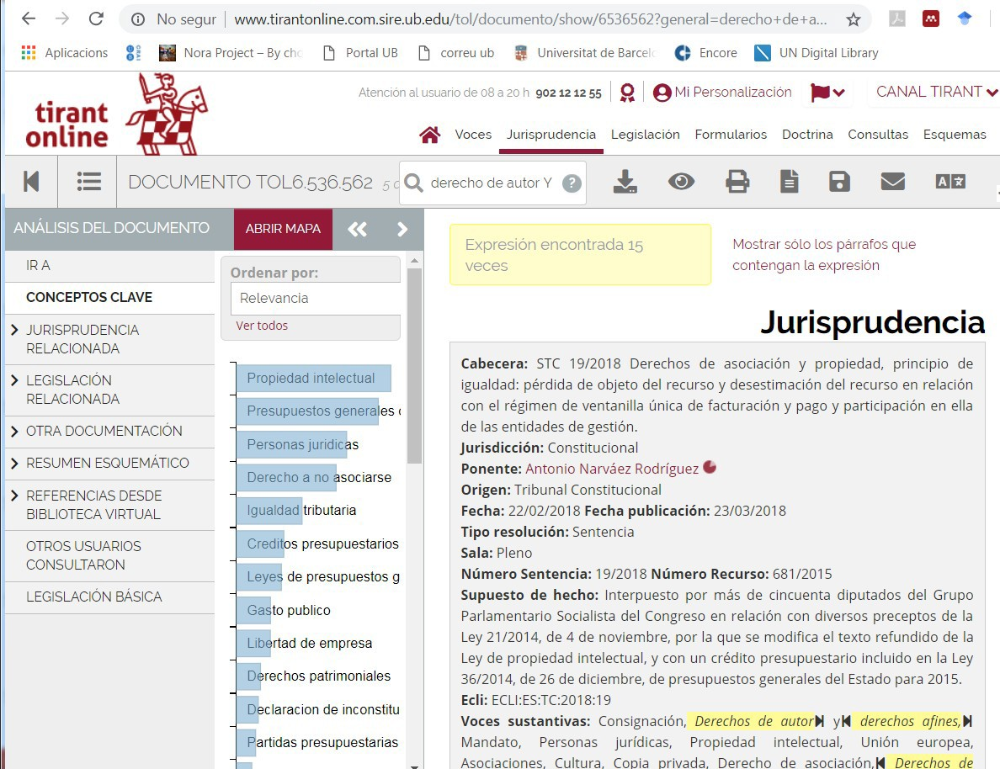 No segur | www.tirantonline.com.sire.ub.edu/tol/documento/show/6536562?general=derecho+de+a...
Aplicaciones
Nora Project – By cho
Portal UB
correu ub
Universitat de Barcelo
Encore
UN Digital Library
tirant
online
Atención al usuario de 08 a 20 h 902 12 12 55
Mi Personalización
CANAL TIRANT
Voces Jurisprudencia Legislación Formularios Doctrina Consultas Esquemas
DOCUMENTO TOL6.536.562 5 d
derecho de autor Y ?
ANÁLISIS DEL DOCUMENTO
ABRIR MAPA
IR A
CONCEPTOS CLAVE
JURISPRUDENCIA
RELACIONADA
LEGISLACIÓN
RELACIONADA
OTRA DOCUMENTACIÓN
RESUMEN ESQUEMÁTICO
REFERENCIAS DESDE
BIBLIOTECA VIRTUAL
OTROS USUARIOS
CONSULTARON
LEGISLACIÓN BÁSICA
Ordenar por:
Relevancia
Ver todos
Propiedad intelectual
Presupuestos generales
Personas juridicas
Derecho a no asociarse
Igualdad tributaria
Creditos presupuestarios
Leyes de presupuestos g
Gasto publico
Libertad de empresa
Derechos patrimoniales
Declaracion de inconstitu
Partidas presupuestarias
Expresión encontrada 15
veces
Mostrar sólo los párrafos que
contengan la expresión
Jurisprudencia
Cabecera: STC 19/2018 Derechos de asociación y propiedad, principio de
igualdad: pérdida de objeto del recurso y desestimación del recurso en relación
con el régimen de ventanilla única de facturación y pago y participación en ella
de las entidades de gestión.
Jurisdicción: Constitucional
Ponente: Antonio Narváez Rodríguez
Origen: Tribunal Constitucional
Fecha: 22/02/2018 Fecha publicación: 23/03/2018
Tipo resolución: Sentencia
Sala: Pleno
Número Sentencia: 19/2018 Número Recurso: 681/2015
Supuesto de hecho: Interpuesto por más de cincuenta diputados del Grupo
Parlamentario Socialista del Congreso en relación con diversos preceptos de la
Ley 21/2014, de 4 de noviembre, por la que se modifica el texto refundido de la
Ley de propiedad intelectual, y con un crédito presupuestario incluido en la Ley
36/2014, de 26 de diciembre, de presupuestos generales del Estado para 2015.
Ecli: ECLI:ES:TC:2018:19
Voces sustantivas: Consignación, Derechos de autor y derechos afines,
Mandato, Personas jurídicas, Propiedad intelectual, Unión europea,
Asociaciones, Cultura, Copia privada, Derecho de asociación, Derechos de